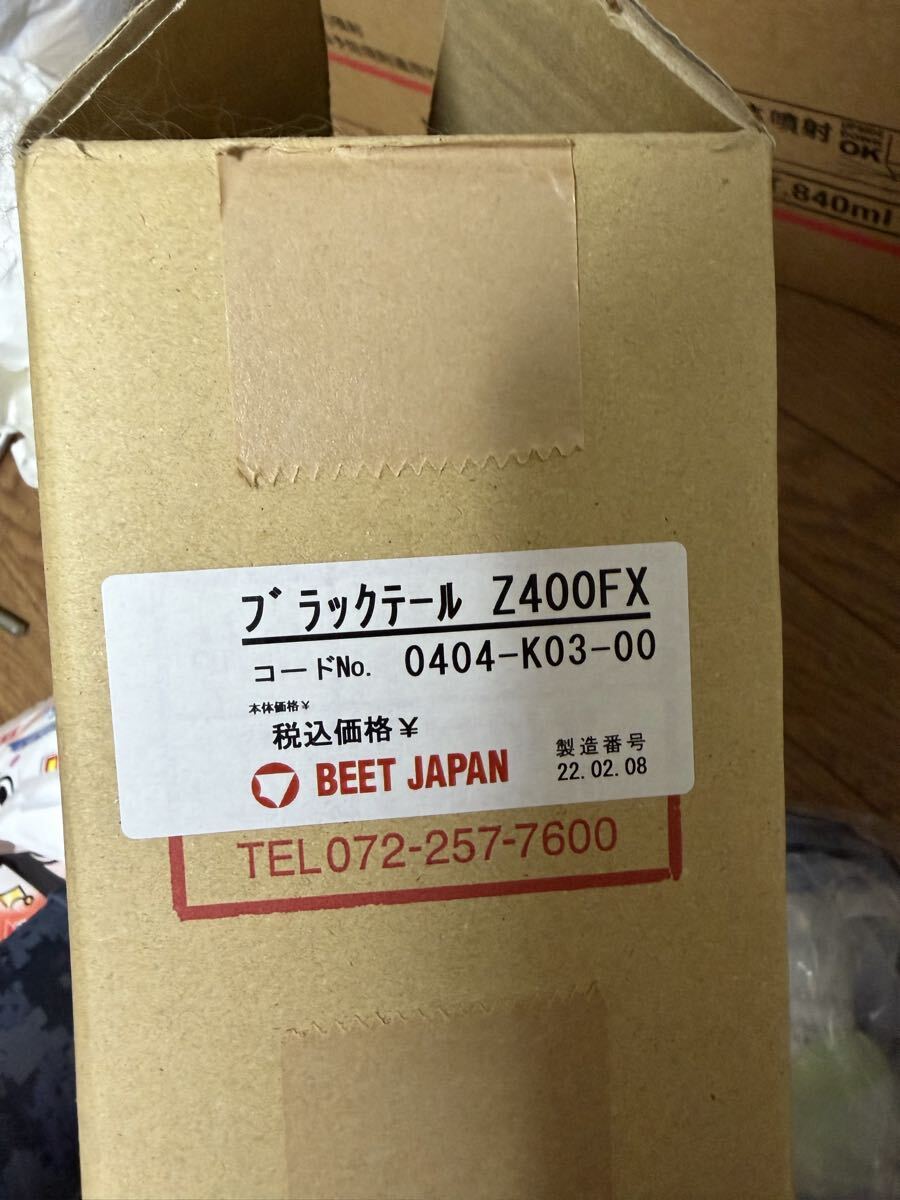 噴射
OK
840ml
ブラックテール Z400FX
コードNo. 0404-K03-00
本体価格¥
税込価格¥
BEET JAPAN
製造番号
22.02.08
TEL072-257-7600